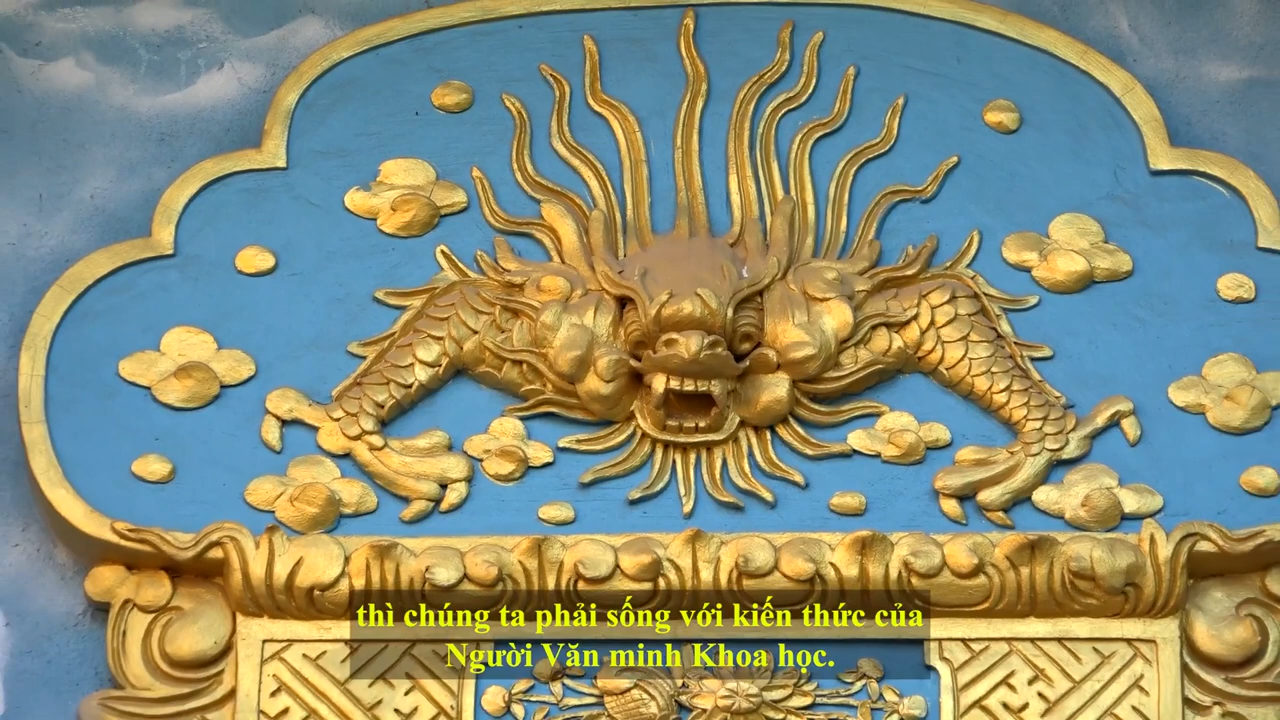 thì chúng ta phải sống với kiến thức của
Người Văn minh Khoa học.